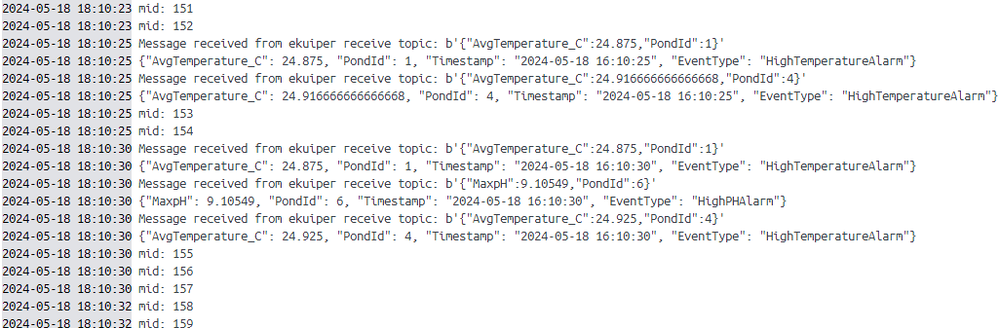 2024-05-18 18:10:23 mid: 151
2024-05-18 18:10:23 mid: 152
2024-05-18 18:10:25 Message received from ekuiper receive topic: b'{"AvgTemperature_C":24.875,"PondId":1}'
2024-05-18 18:10:25 {"AvgTemperature_C": 24.875, "PondId": 1, "Timestamp": "2024-05-18 16:10:25", "EventType": "HighTemperatureAlarm"}
2024-05-18 18:10:25 Message received from ekuiper receive topic: b'{"AvgTemperature_C":24.916666666666668,"PondId":4}'
2024-05-18 18:10:25 {"AvgTemperature_C": 24.916666666666668, "PondId": 4, "Timestamp": "2024-05-18 16:10:25", "EventType": "HighTemperatureAlarm"}
2024-05-18 18:10:25 mid: 153
2024-05-18 18:10:25 mid: 154
2024-05-18 18:10:30 Message received from ekuiper receive topic: b'{"AvgTemperature_C":24.875,"PondId":1}'
2024-05-18 18:10:30 {"AvgTemperature_C": 24.875, "PondId": 1, "Timestamp": "2024-05-18 16:10:30", "EventType": "HighTemperatureAlarm"}
2024-05-18 18:10:30 Message received from ekuiper receive topic: b'{"MaxpH":9.10549,"PondId":6}'
2024-05-18 18:10:30 {"MaxpH": 9.10549, "PondId": 6, "Timestamp": "2024-05-18 16:10:30", "EventType": "HighPHAlarm"}
2024-05-18 18:10:30 Message received from ekuiper receive topic: b'{"AvgTemperature_C":24.925,"PondId":4}'
2024-05-18 18:10:30 {"AvgTemperature_C": 24.925, "PondId": 4, "Timestamp": "2024-05-18 16:10:30", "EventType": "HighTemperatureAlarm"}
2024-05-18 18:10:30 mid: 155
2024-05-18 18:10:30 mid: 156
2024-05-18 18:10:30 mid: 157
2024-05-18 18:10:32 mid: 158
2024-05-18 18:10:32 mid: 159